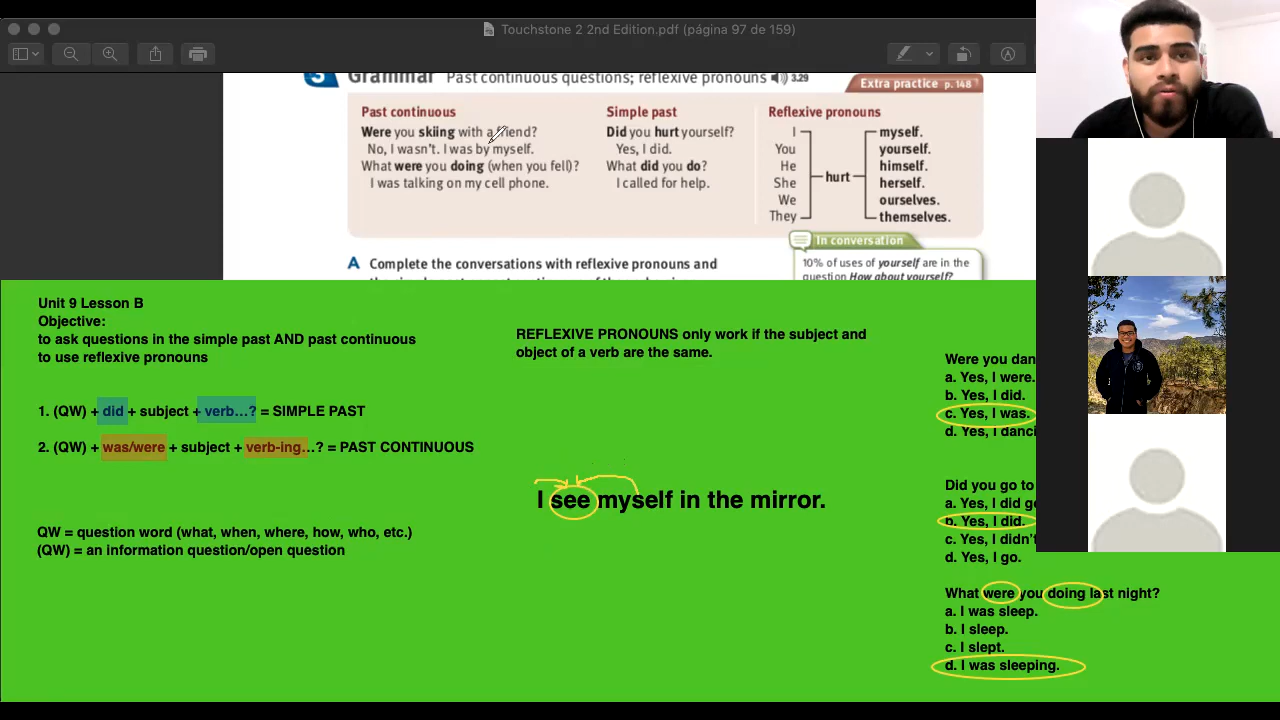 Touchstone 2 2nd Edition.pdf (página 97 de 159)
Grammar Past continuous questions; reflexive pronouns 3.29
Extra practice p. 148
Past continuous
Were you skiing with a friend?
No, I wasn't. I was by myself.
What were you doing (when you fell)?
I was talking on my cell phone.
Simple past
Did you hurt yourself?
Yes, I did.
What did you do?
I called for help.
Reflexive pronouns
I
You
He
She
We
They
hurt
myself.
yourself.
himself.
herself.
ourselves.
themselves.
A Complete the conversations with reflexive pronouns and
In conversation
10% of uses of yourself are in the
question How about yourself?
Unit 9 Lesson B
Objective:
to ask questions in the simple past AND past continuous
to use reflexive pronouns
1. (QW) + did + subject + verb...? = SIMPLE PAST
2. (QW) + was/were + subject + verb-ing...? = PAST CONTINUOUS
QW = question word (what, when, where, how, who, etc.)
(QW) = an information question/open question
REFLEXIVE PRONOUNS only work if the subject and
object of a verb are the same.
I see myself in the mirror.
Were you dan
a. Yes, I were.
b. Yes, I did.
c. Yes, I was.
d. Yes, I danci
Did you go to
a. Yes, I did go
b. Yes, I did.
c. Yes, I didn't
d. Yes, I go.
What were you doing last night?
a. I was sleep.
b. I sleep.
c. I slept.
d. I was sleeping.